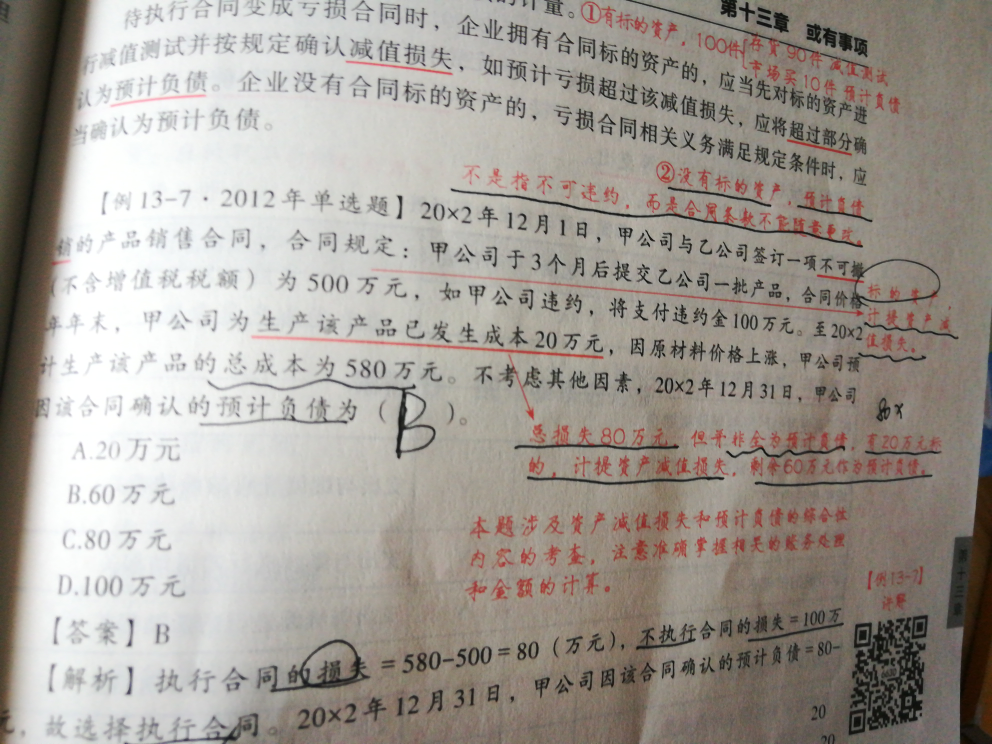 第十三章 或有事项
的计量。①有标的资产，100件 存货90件 减值测试
市场买10件 预计负债
待执行合同变成亏损合同时，企业拥有合同标的资产的，应当先对标的资产进
行减值测试并按规定确认减值损失，如预计亏损超过该减值损失，应将超过部分确
认为预计负债。企业没有合同标的资产的，亏损合同相关义务满足规定条件时，应
当确认为预计负债。
②没有标的资产，预计负债
不是指不可违约，而是合同条款不能随意更改。
【例13-7·2012年单选题】20×2年12月1日，甲公司与乙公司签订一项不可撤
销的产品销售合同，合同规定：甲公司于3个月后提交乙公司一批产品，合同价格
（不含增值税税额）为500万元，如甲公司违约，将支付违约金100万元。至20×2
年年末，甲公司为生产该产品已发生成本20万元，因原材料价格上涨，甲公司预
计生产该产品的总成本为580万元。不考虑其他因素，20×2年12月31日，甲公司
因该合同确认的预计负债为（B）。
标的资产，
计提资产减
值损失。
总损失80万元，但并非全为预计负债，有20万元标
的，计提资产减值损失，剩余60万元作为预计负债。
A.20万元
B.60万元
C.80万元
D.100万元
本题涉及资产减值损失和预计负债的综合性
内容的考查，注意准确掌握相关的账务处理
和金额的计算。
【例13-7】
详解
第十三章
【答案】B
【解析】执行合同的损失=580-500=80（万元），不执行合同的损失=100万
元，故选择执行合同。20×2年12月31日，甲公司因该合同确认的预计负债=80-
20